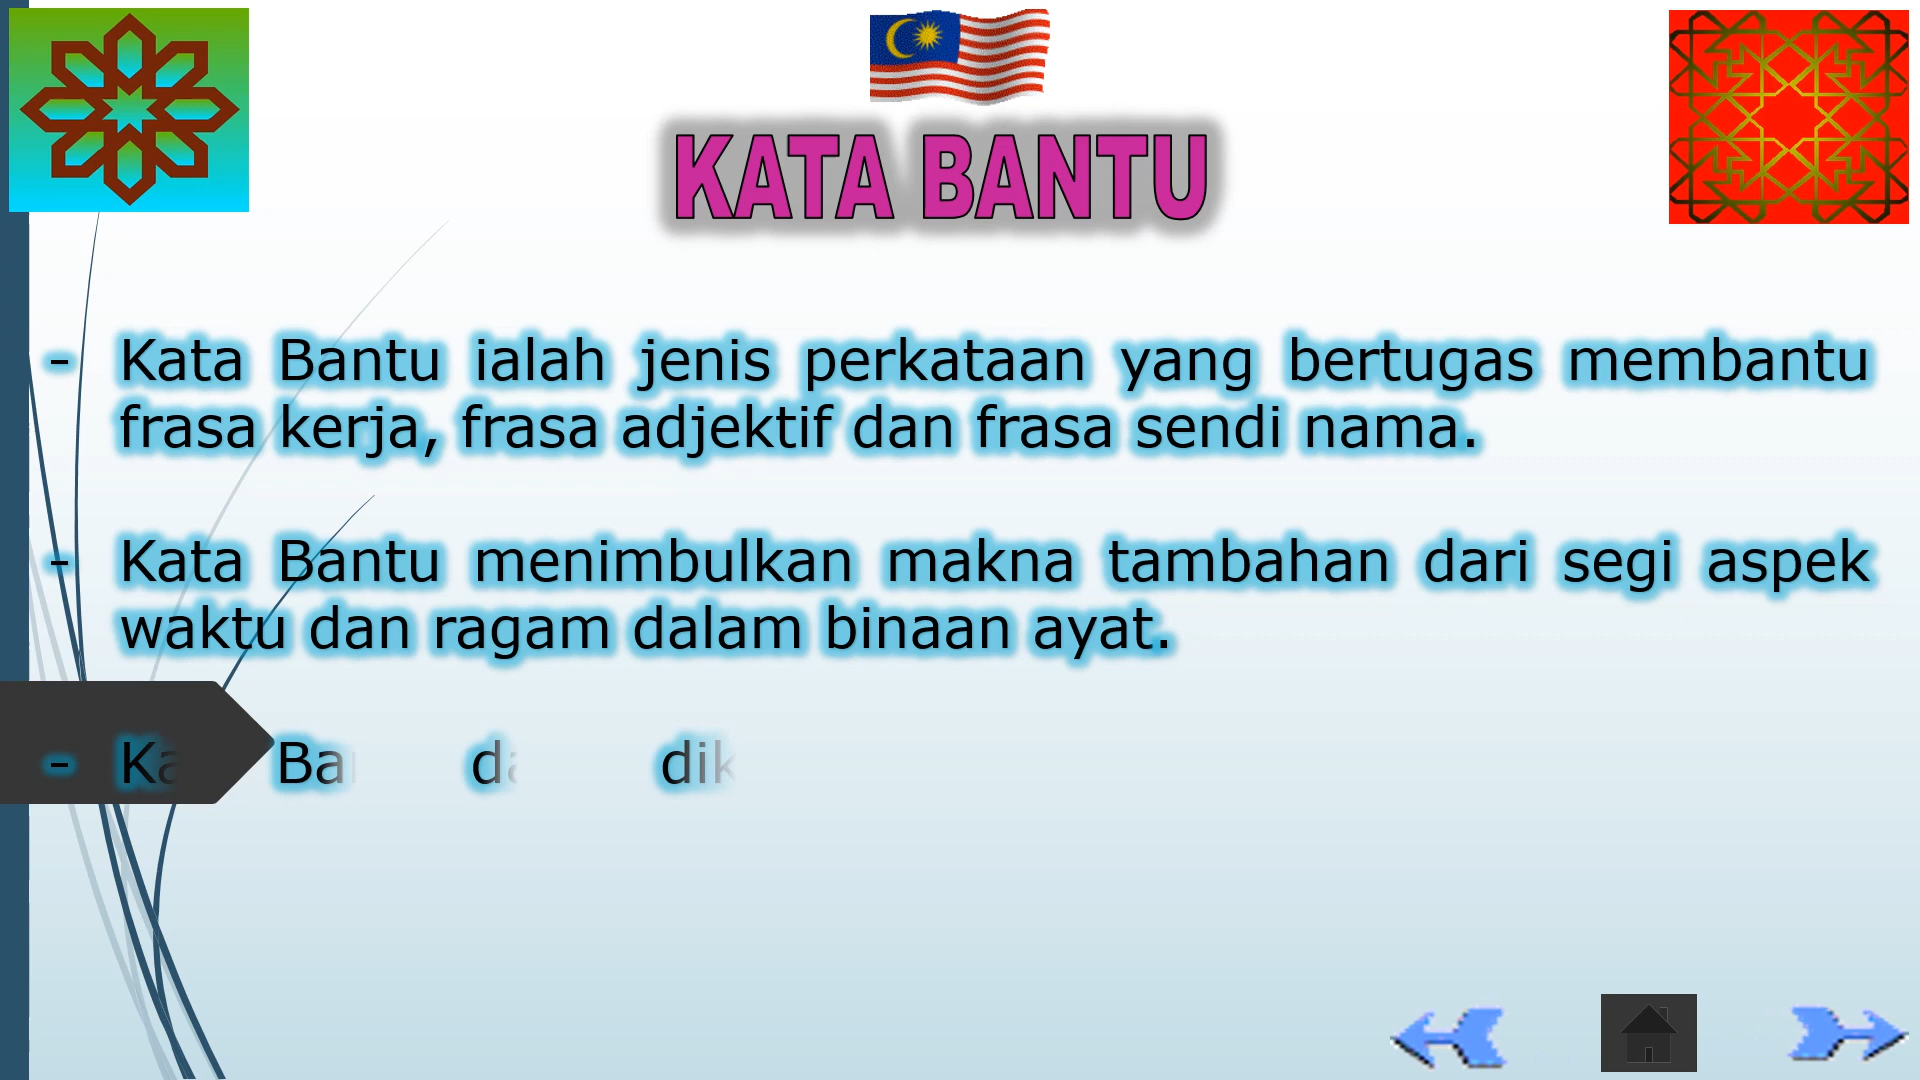 KATA BANTU
- Kata Bantu ialah jenis perkataan yang bertugas membantu
frasa kerja, frasa adjektif dan frasa sendi nama.
- Kata Bantu menimbulkan makna tambahan dari segi aspek
waktu dan ragam dalam binaan ayat.
-